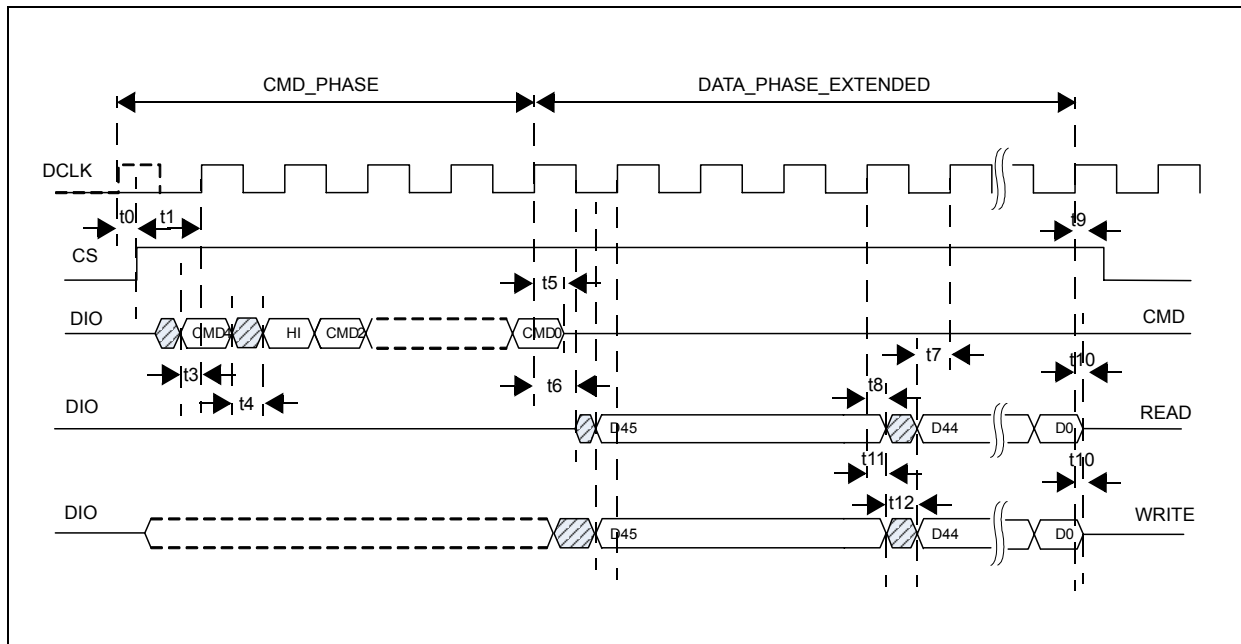 CMD_PHASE DATA_PHASE_EXTENDED
DCLK
t0 t1 t9
CS
t5
DIO CMD4 HI CMD2 CMD0 CMD
t7
t3 t6 t8 t10
t4
DIO D45 D44 D0 READ
t11 t10
t12
DIO D45 D44 D0 WRITE